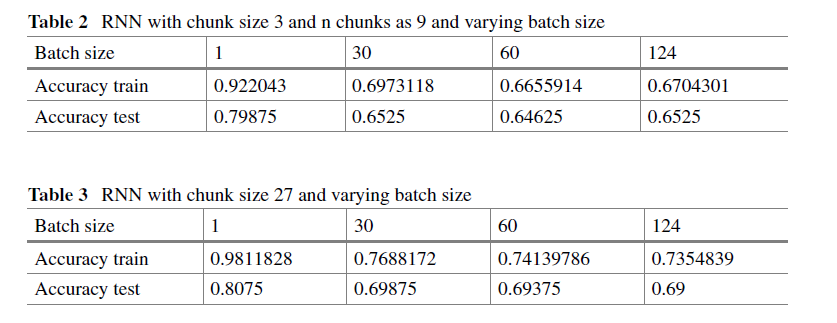 Table 2 RNN with chunk size 3 and n chunks as 9 and varying batch size
Batch size 1 30 60 124
Accuracy train 0.922043 0.6973118 0.6655914 0.6704301
Accuracy test 0.79875 0.6525 0.64625 0.6525
Table 3 RNN with chunk size 27 and varying batch size
Batch size 1 30 60 124
Accuracy train 0.9811828 0.7688172 0.74139786 0.7354839
Accuracy test 0.8075 0.69875 0.69375 0.69